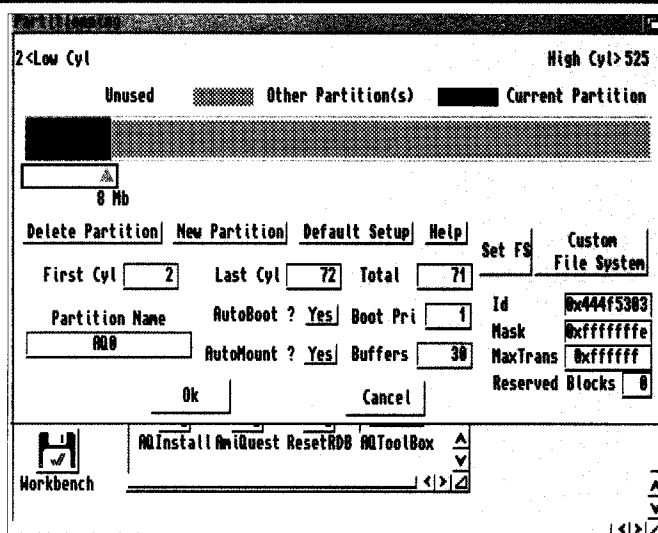 Partitioning
2<Low Cyl High Cyl>525
Unused Other Partition(s) Current Partition
8 Mb
Delete Partition New Partition Default Setup Help Set FS Custom File System
First Cyl 2 Last Cyl 72 Total 71
Partition Name AutoBoot ? Yes Boot Pri 1
AQ0 AutoMount ? Yes Buffers 30
Id 0x444f5303
Mask 0xfffffffe
MaxTrans 0xffffff
Reserved Blocks 0
Ok Cancel
AQInstall AmiQuest ResetRDB AQToolBox
Workbench